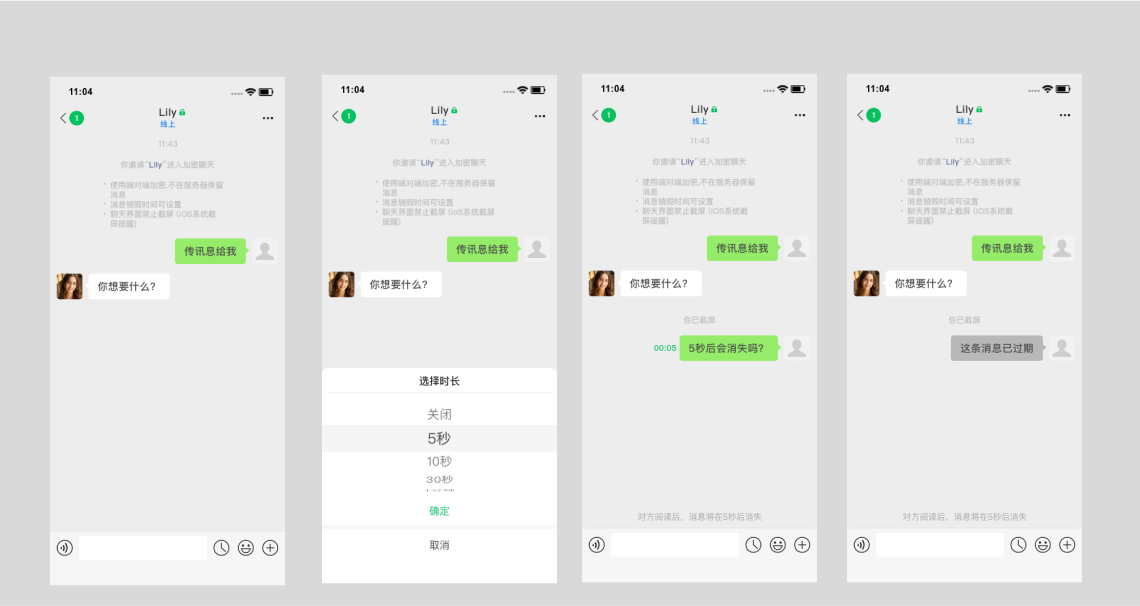 11:04
1
Lily
线上
11:43
你邀请"Lily"进入加密聊天
· 使用端对端加密,不在服务器保留
消息
· 消息销毁时间可设置
· 聊天界面禁止截屏 (iOS系统截
屏提醒)
传讯息给我
你想要什么?
11:04
1
Lily
线上
11:43
你邀请"Lily"进入加密聊天
· 使用端对端加密,不在服务器保留
消息
· 消息销毁时间可设置
· 聊天界面禁止截屏 (ioS系统截屏
提醒)
传讯息给我
你想要什么?
选择时长
关闭
5秒
10秒
30秒
确定
取消
11:04
1
Lily
线上
11:43
你邀请"Lily"进入加密聊天
· 使用端对端加密,不在服务器保留
消息
· 消息销毁时间可设置
· 聊天界面禁止截屏 (iOS系统截
屏提醒)
传讯息给我
你想要什么?
你已截屏
00:05 5秒后会消失吗?
对方阅读后，消息将在5秒后消失
11:04
1
Lily
线上
11:43
你邀请"Lily"进入加密聊天
· 使用端对端加密,不在服务器保留
消息
· 消息销毁时间可设置
· 聊天界面禁止截屏 (iOS系统截
屏提醒)
传讯息给我
你想要什么?
你已截屏
这条消息已过期
对方阅读后，消息将在5秒后消失